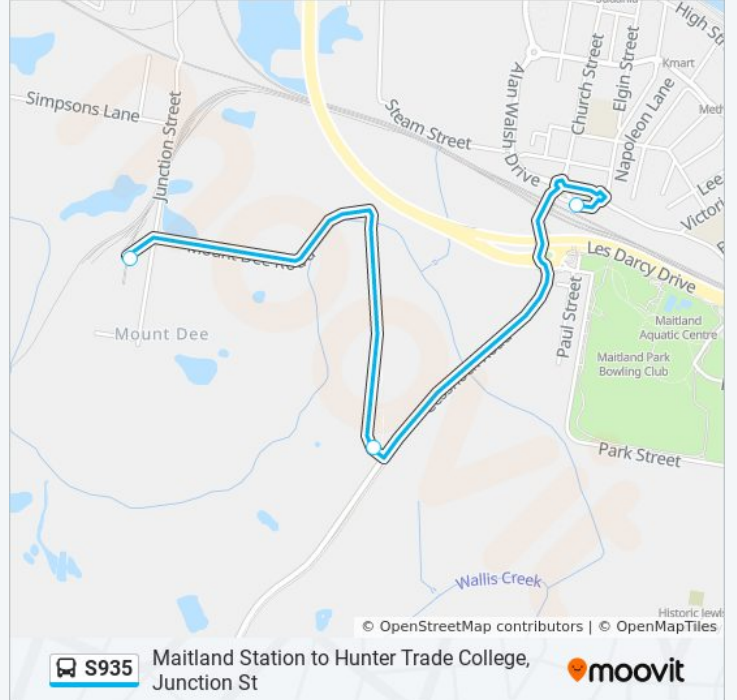 Sudania
High St
Kmart
Church Street
Elgin Street
Napoleon Lane
Alan Walsh Drive
Steam Street
Simpsons Lane
Junction Street
Lee
Victori
Mount Dee Road
Les Darcy Drive
Mount Dee
Paul Street
Maitland
Aquatic Centre
Maitland Park
Bowling Club
Park Street
Wallis Creek
© OpenStreetMap contributors | © OpenMapTiles
S935
Maitland Station to Hunter Trade College,
Junction St
moovit